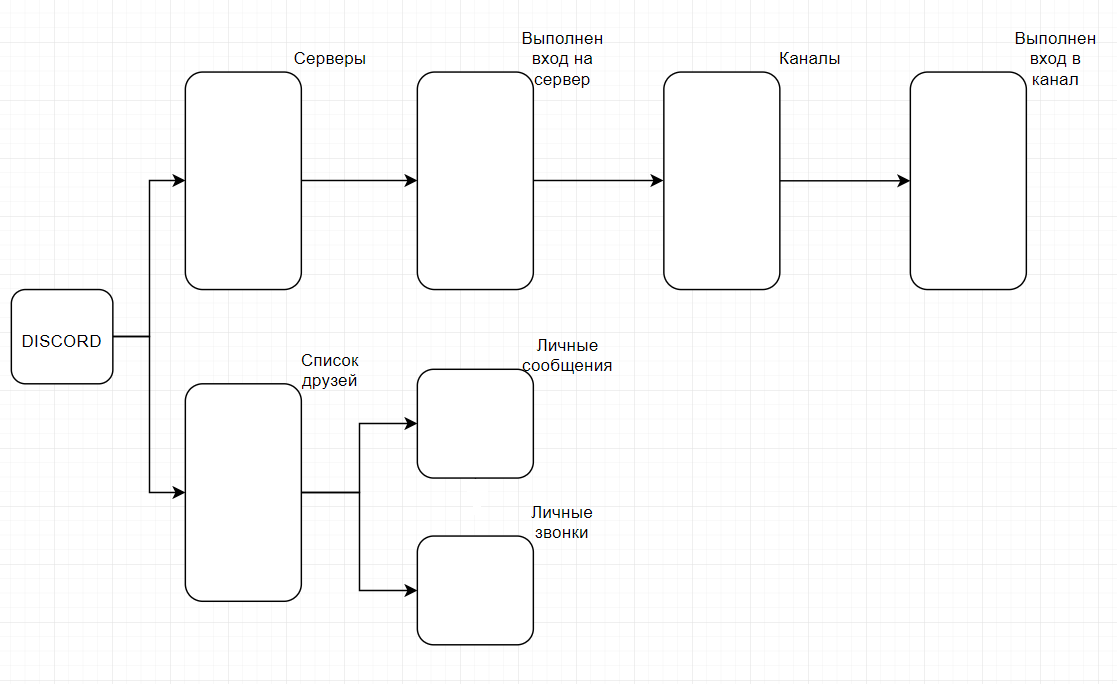 Серверы
Выполнен
вход на
сервер
Каналы
Выполнен
вход в
канал
DISCORD
Список
друзей
Личные
сообщения
Личные
звонки